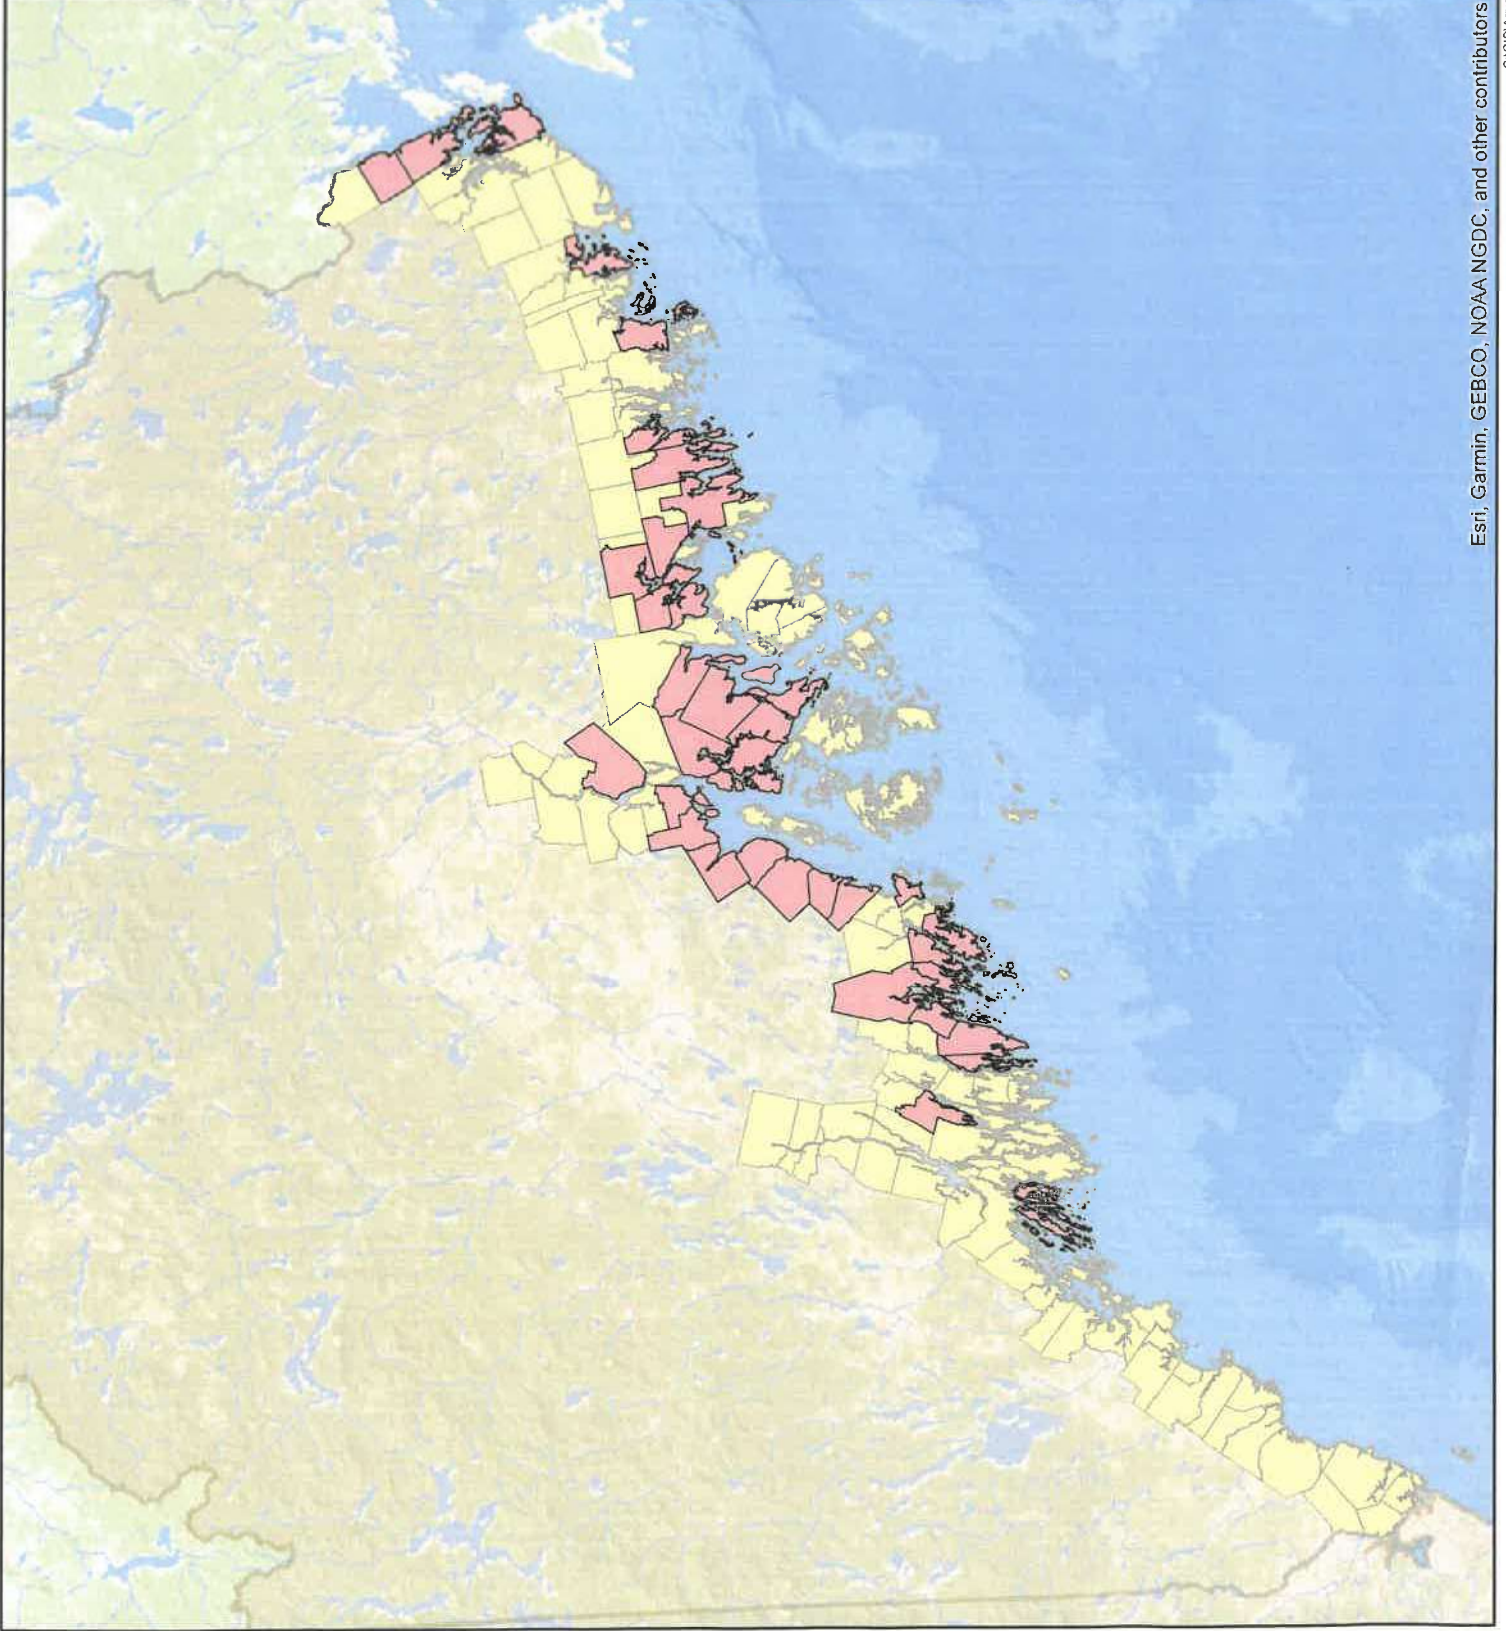 Esri, Garmin, GEBCO, NOAA NGDC, and other contributors